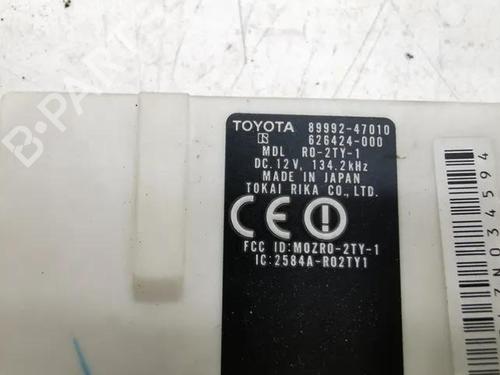 TOYOTA 89992-47010
626424-000
MDL RO-2TY-1
DC.12V, 134.2kHz
MADE IN JAPAN
TOKAI RIKA CO., LTD.
CE
FCC ID:MOZRO-2TY-1
IC:2584A-RO2TY1
B-PARTS